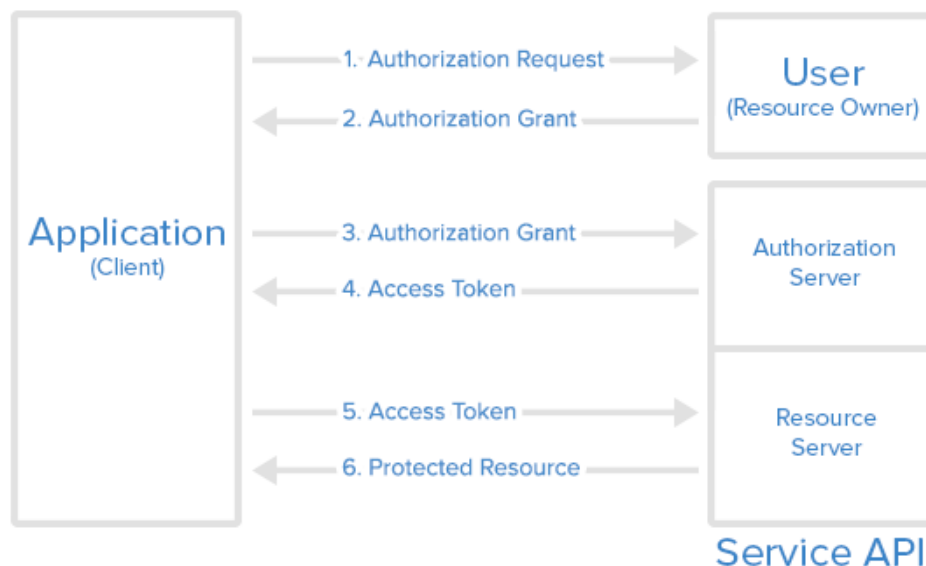 Application
(Client)
1. Authorization Request
2. Authorization Grant
3. Authorization Grant
4. Access Token
5. Access Token
6. Protected Resource
User
(Resource Owner)
Authorization
Server
Resource
Server
Service API